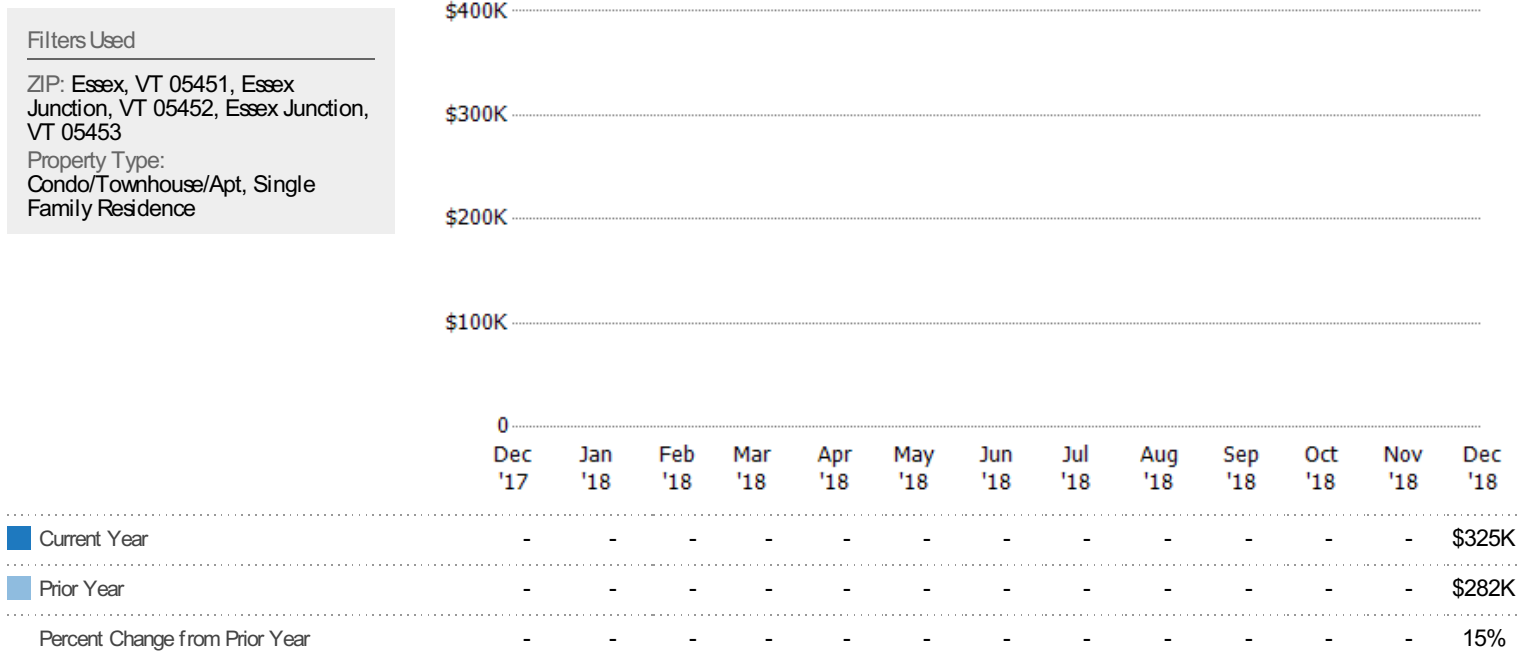 Filters Used
ZIP: Essex, VT 05451, Essex
Junction, VT 05452, Essex Junction,
VT 05453
Property Type:
Condo/Townhouse/Apt, Single
Family Residence
$400K
$300K
$200K
$100K
0
Dec Jan Feb Mar Apr May Jun Jul Aug Sep Oct Nov Dec
'17 '18 '18 '18 '18 '18 '18 '18 '18 '18 '18 '18 '18
Current Year - - - - - - - - - - - - $325K
Prior Year - - - - - - - - - - - - $282K
Percent Change from Prior Year - - - - - - - - - - - - 15%